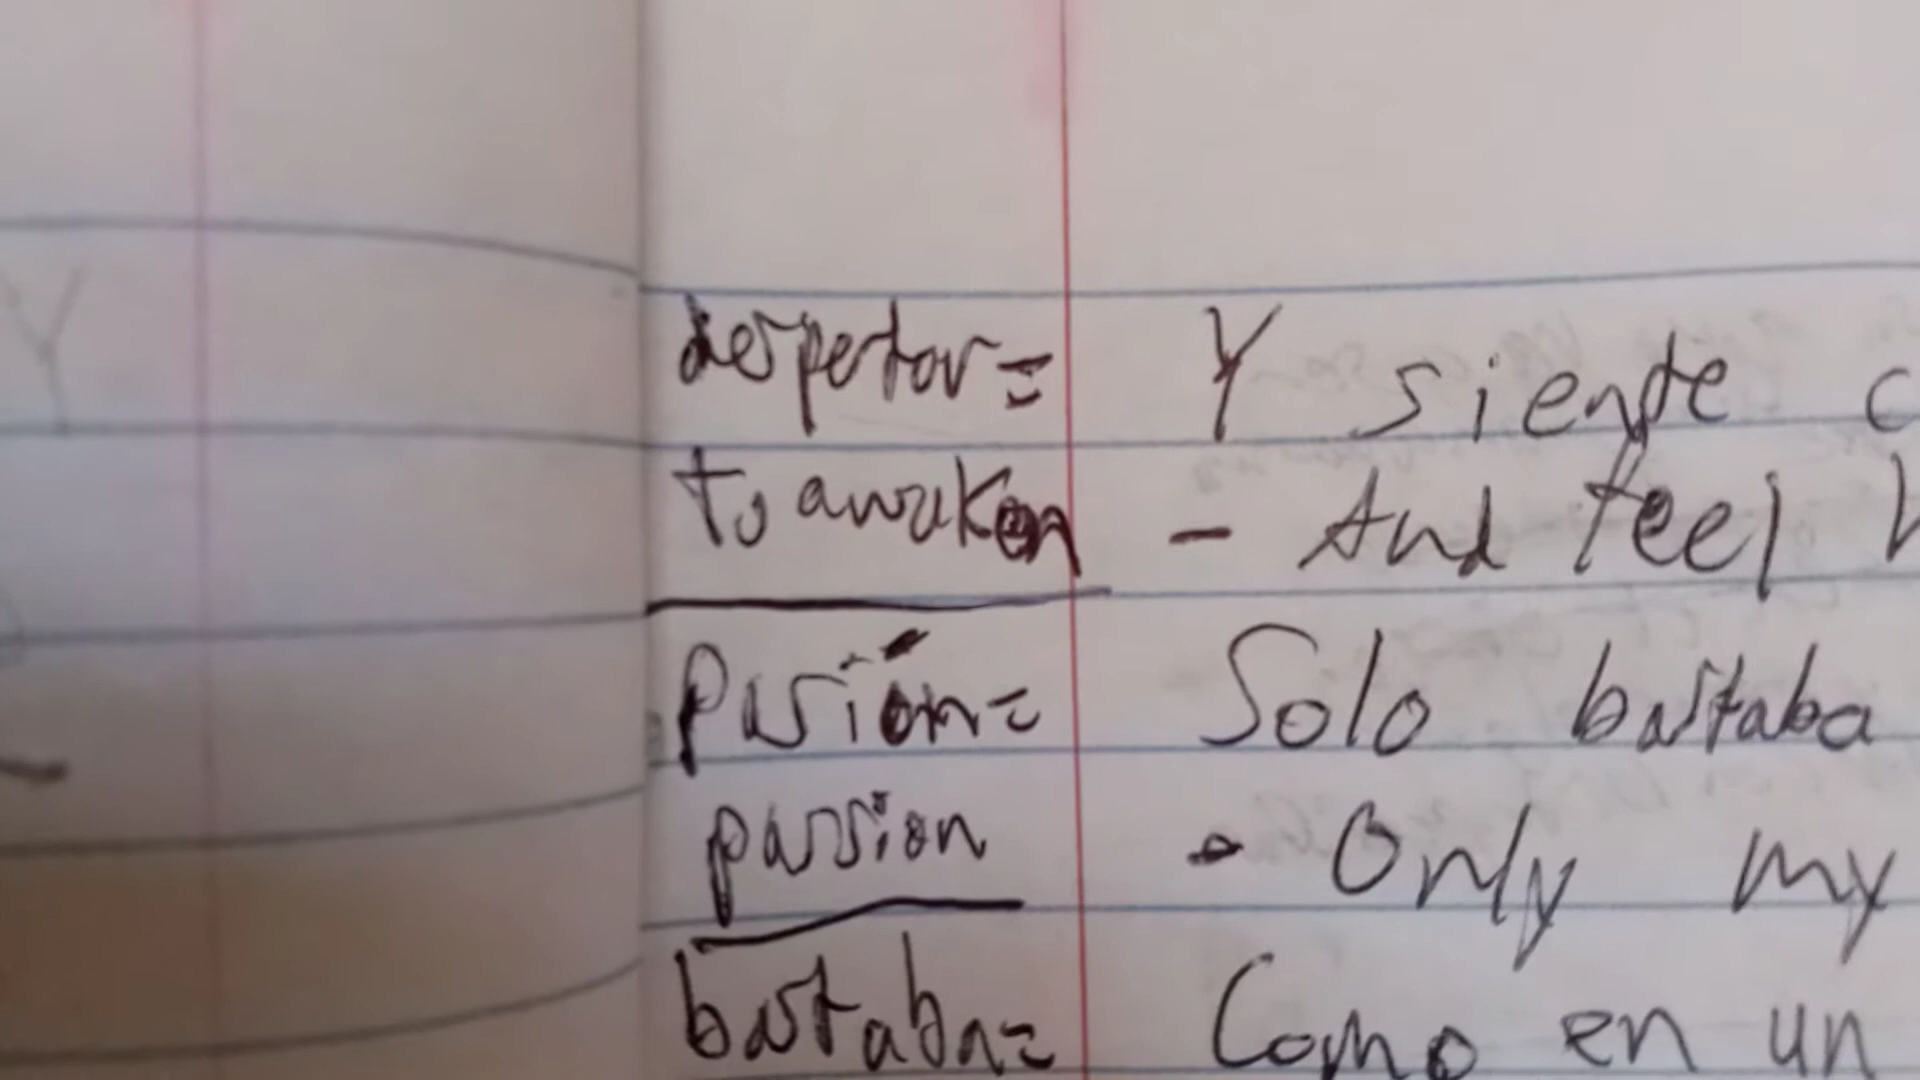 despertar= Y siente
to awaken - And feel
Pasión= Solo bastaba
passion - Only my
bastaba= Como en un